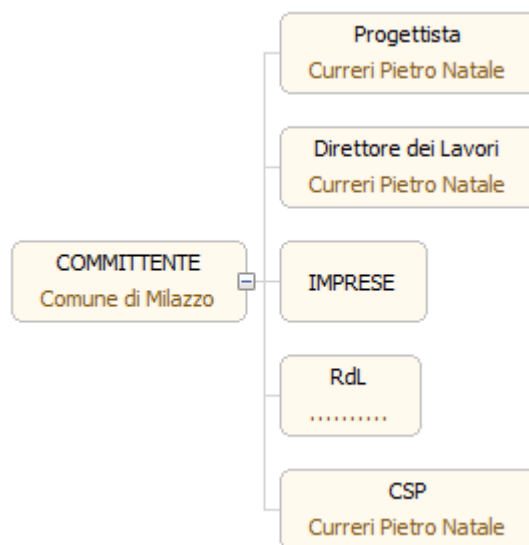 Progettista
Curreri Pietro Natale
Direttore dei Lavori
Curreri Pietro Natale
COMMITTENTE
Comune di Milazzo
IMPRESE
RdL
..........
CSP
Curreri Pietro Natale